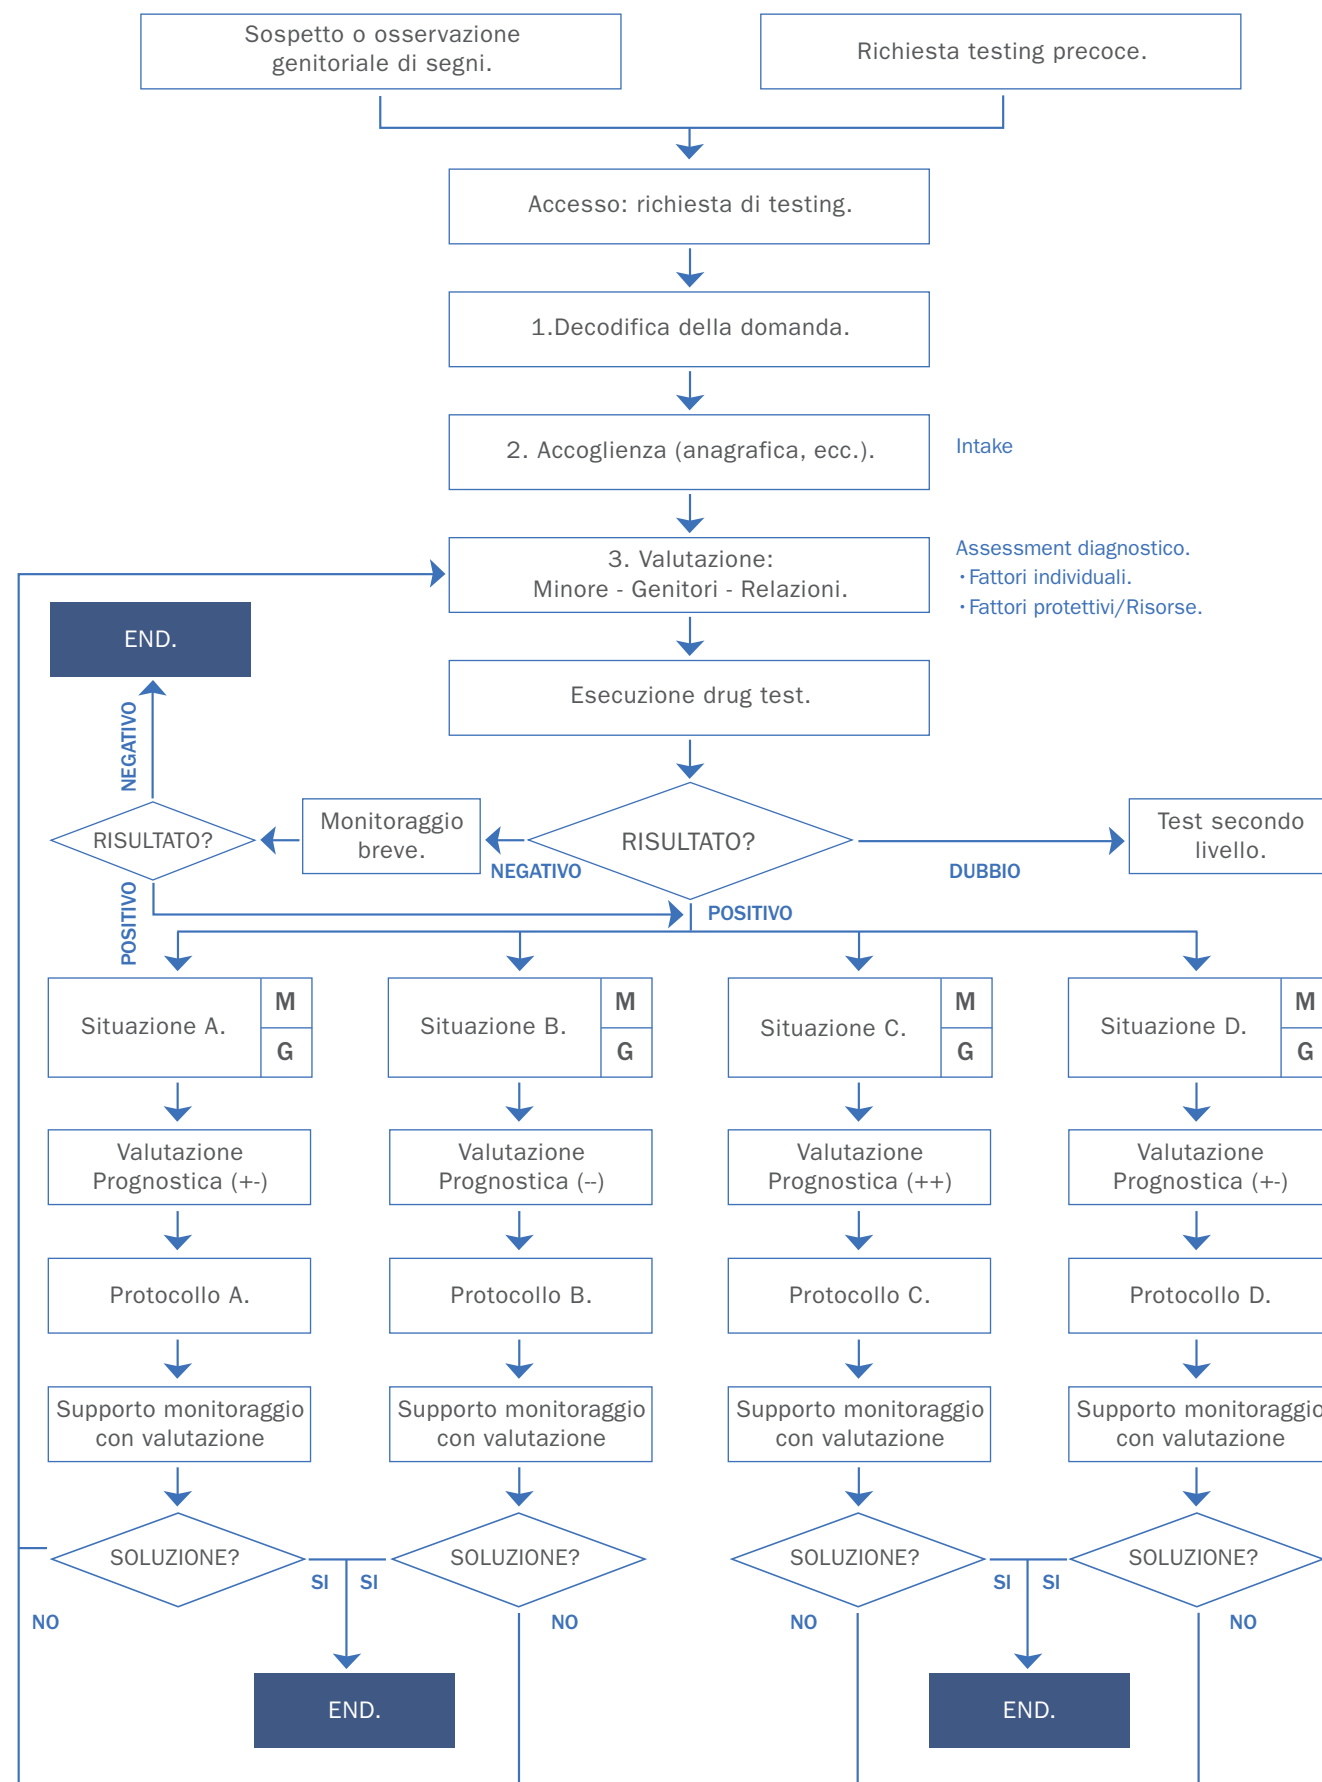 Sospetto o osservazione
genitoriale di segni.
Richiesta testing precoce.
Accesso: richiesta di testing.
1.Decodifica della domanda.
2. Accoglienza (anagrafica, ecc.).
Intake
3. Valutazione:
Minore - Genitori - Relazioni.
Assessment diagnostico.
• Fattori individuali.
• Fattori protettivi/Risorse.
END.
Esecuzione drug test.
NEGATIVO
RISULTATO?
Monitoraggio
breve.
NEGATIVO
RISULTATO?
DUBBIO
Test secondo
livello.
POSITIVO
POSITIVO
Situazione A.
M
G
Situazione B.
M
G
Situazione C.
M
G
Situazione D.
M
G
Valutazione
Prognostica (+-)
Valutazione
Prognostica (--)
Valutazione
Prognostica (++)
Valutazione
Prognostica (+-)
Protocollo A.
Protocollo B.
Protocollo C.
Protocollo D.
Supporto monitoraggio
con valutazione
Supporto monitoraggio
con valutazione
Supporto monitoraggio
con valutazione
Supporto monitoraggio
con valutazione
SOLUZIONE?
SOLUZIONE?
SOLUZIONE?
SOLUZIONE?
SI
SI
SI
SI
NO
NO
NO
NO
END.
END.